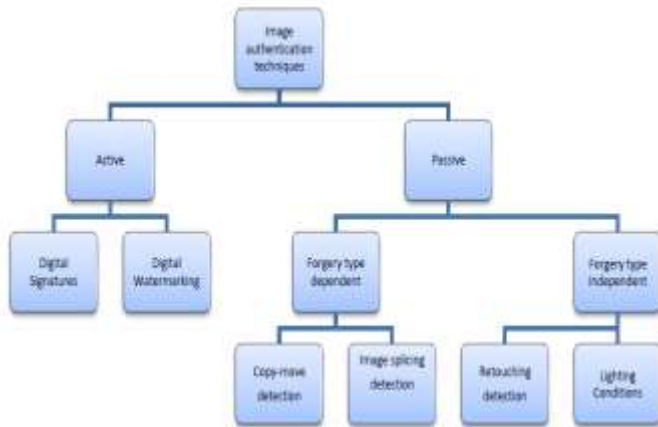 Image
authentication
techniques
Active
Passive
Digital
Signatures
Digital
Watermarking
Forgery type
dependent
Forgery type
independent
Copy-move
detection
Image splicing
detection
Retouching
detection
Lighting
Conditions